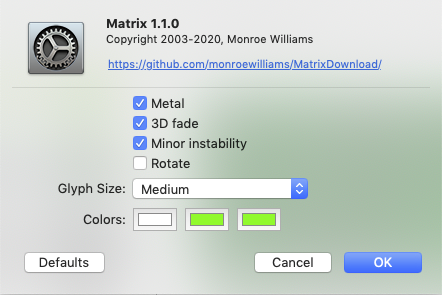 Matrix 1.1.0
Copyright 2003-2020, Monroe Williams
https://github.com/monroewilliams/MatrixDownload/
Metal
3D fade
Minor instability
Rotate
Glyph Size: Medium
Colors:
Defaults Cancel OK